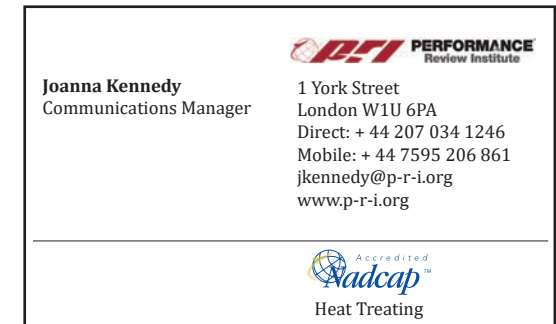 PRI PERFORMANCE
Review Institute
Joanna Kennedy
Communications Manager
1 York Street
London W1U 6PA
Direct: + 44 207 034 1246
Mobile: + 44 7595 206 861
jkennedy@p-r-i.org
www.p-r-i.org
Accredited
Nadcap™
Heat Treating